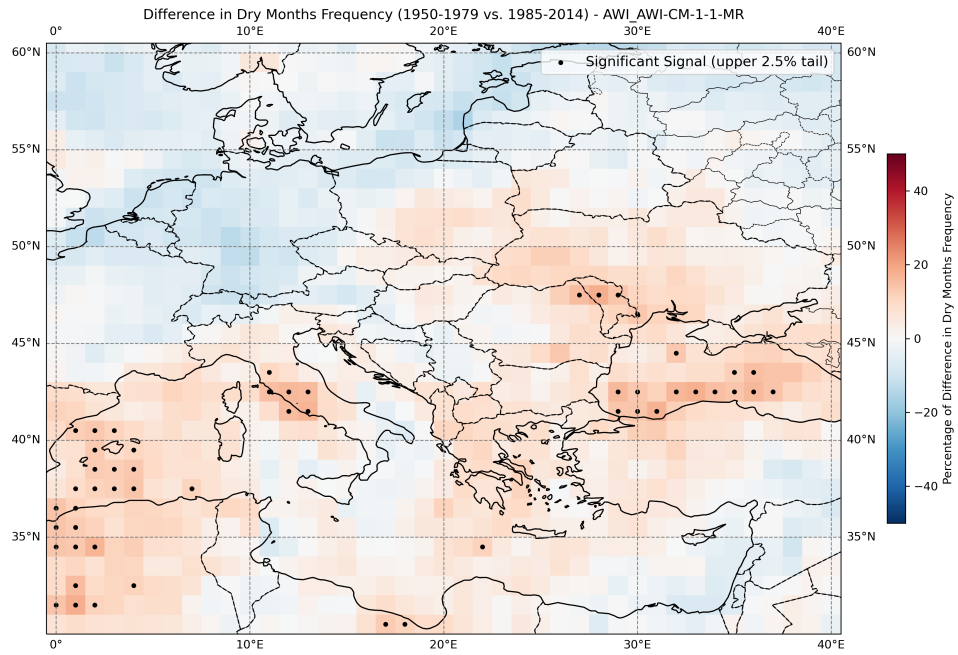 Difference in Dry Months Frequency (1950-1979 vs. 1985-2014) - AWI_AWI-CM-1-1-MR
0° 10°E 20°E 30°E 40°E
60°N 60°N
Significant Signal (upper 2.5% tail)
55°N 55°N
50°N 50°N
45°N 45°N
40°N 40°N
35°N 35°N
0° 10°E 20°E 30°E 40°E
40
20
0
−20
−40
Percentage of Difference in Dry Months Frequency